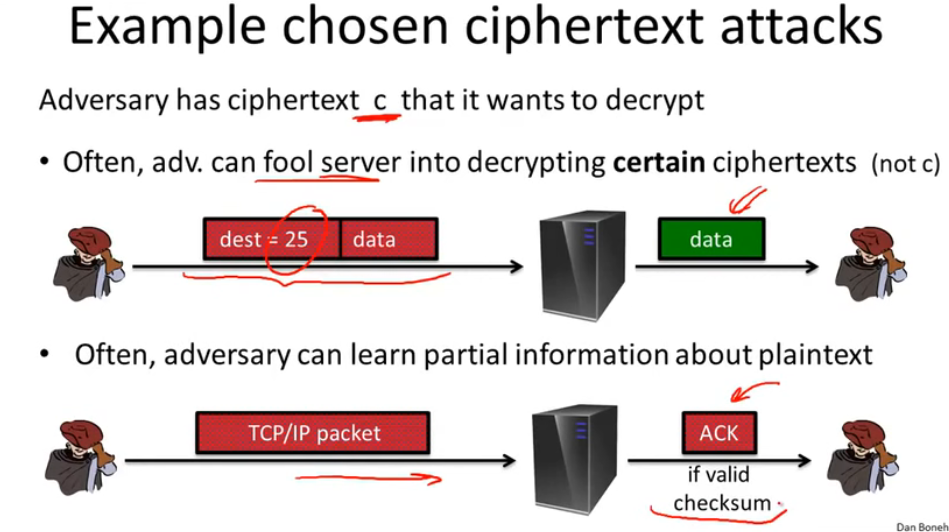 Example chosen ciphertext attacks
Adversary has ciphertext c that it wants to decrypt
• Often, adv. can fool server into decrypting certain ciphertexts (not c)
dest = 25 data data
• Often, adversary can learn partial information about plaintext
TCP/IP packet ACK
if valid
checksum
Dan Boneh